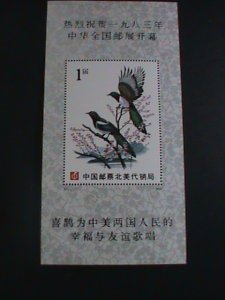 热烈祝贺一九八三年
中华全国邮展开幕
1
中国邮票北美代销局
喜鹊为中美两国人民的
幸福与友谊歌唱